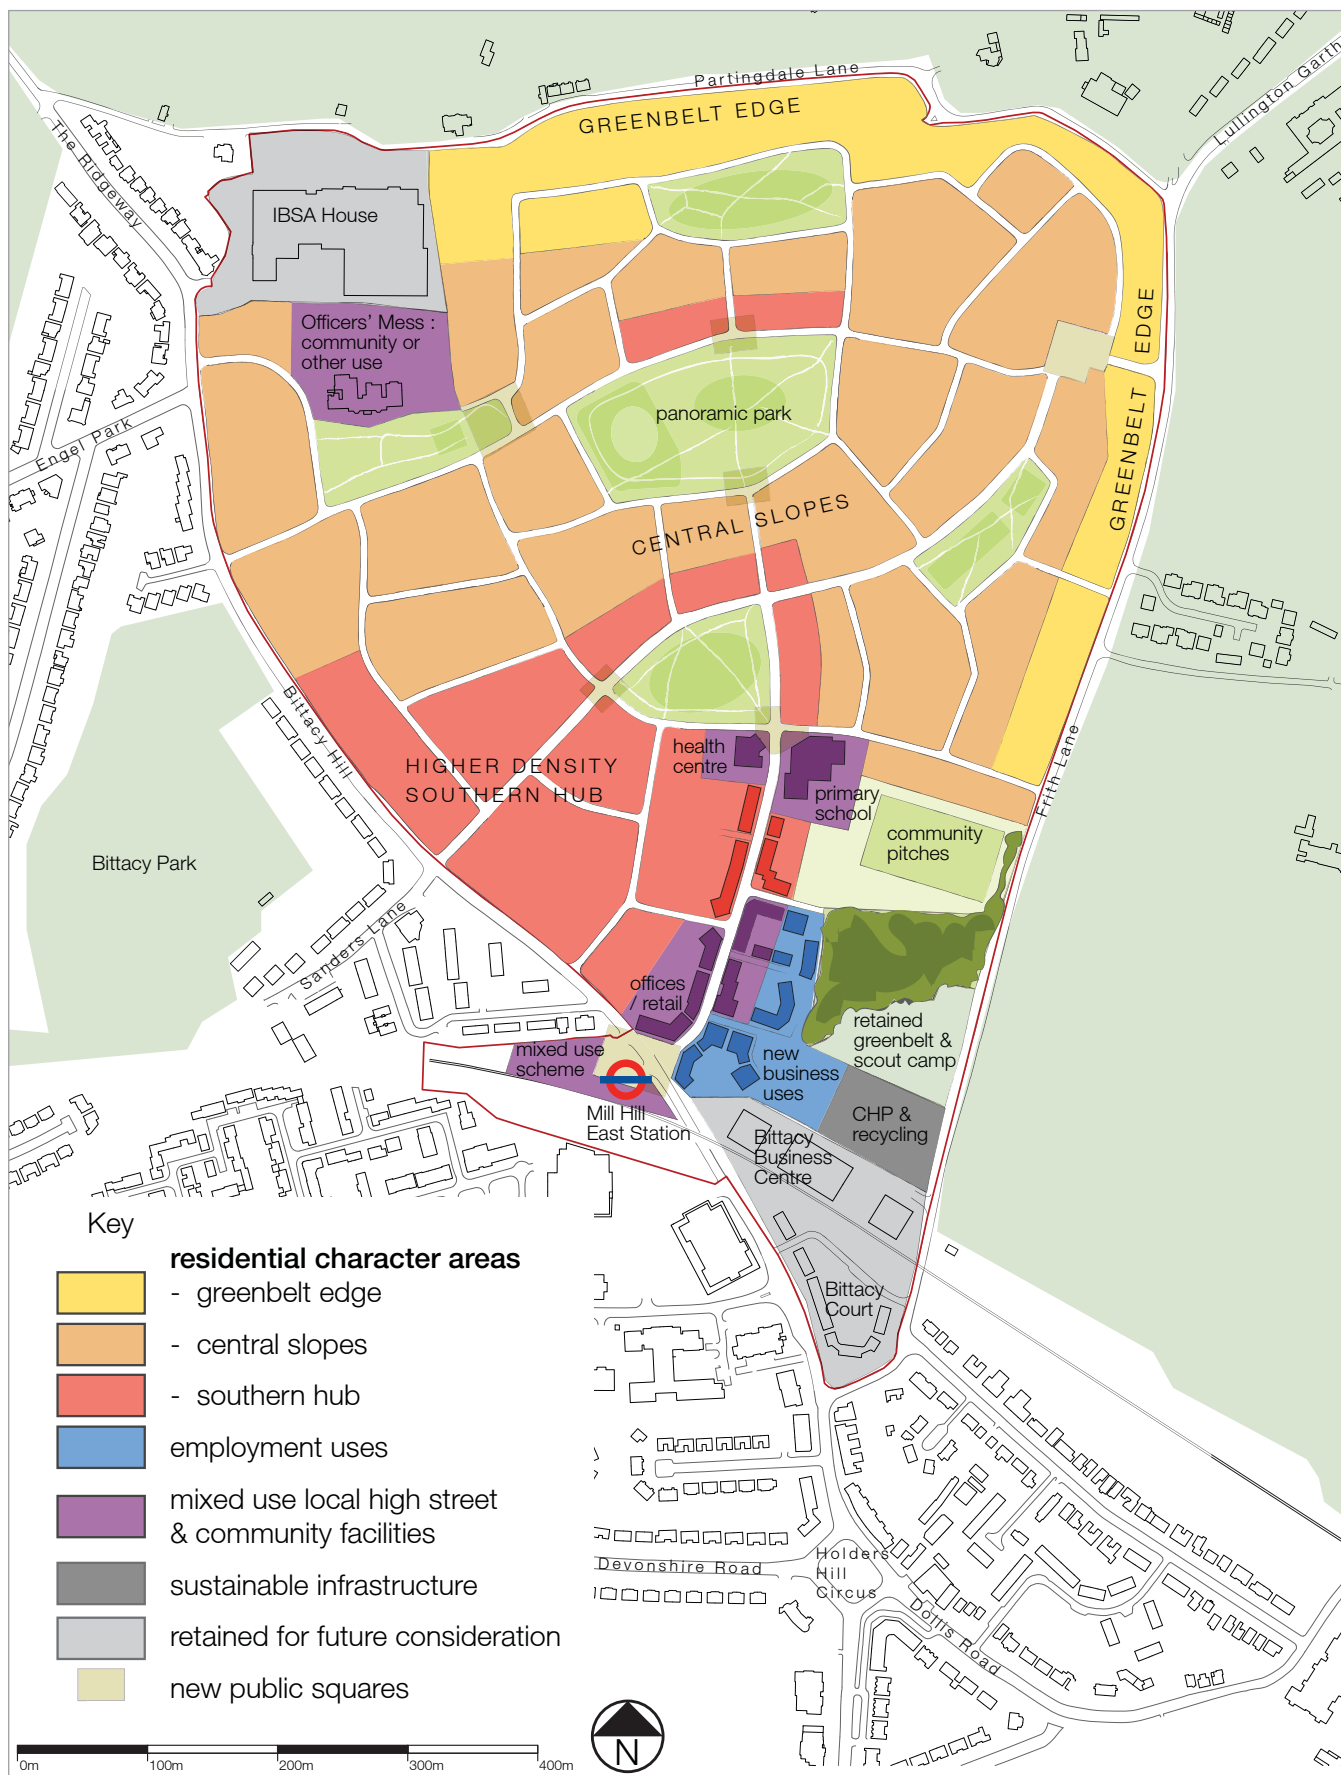 Partingdale Lane
Lullington Garth
GREENBELT EDGE
The Ridgeway
IBSA House
Officers' Mess :
community or
other use
GREENBELT EDGE
panoramic park
Engel Park
CENTRAL SLOPES
Bittacy Hill
health
centre
HIGHER DENSITY
SOUTHERN HUB
primary
school
Frith Lane
community
pitches
Bittacy Park
Sanders Lane
offices
/ retail
retained
greenbelt &
scout camp
mixed use
scheme
new
business
uses
Mill Hill
East Station
CHP &
recycling
Bittacy
Business
Centre
Bittacy
Court
Key
residential character areas
- greenbelt edge
- central slopes
- southern hub
employment uses
mixed use local high street
& community facilities
sustainable infrastructure
retained for future consideration
new public squares
Devonshire Road
Holders
Hill
Circus
Dollis Road
N
0m 100m 200m 300m 400m